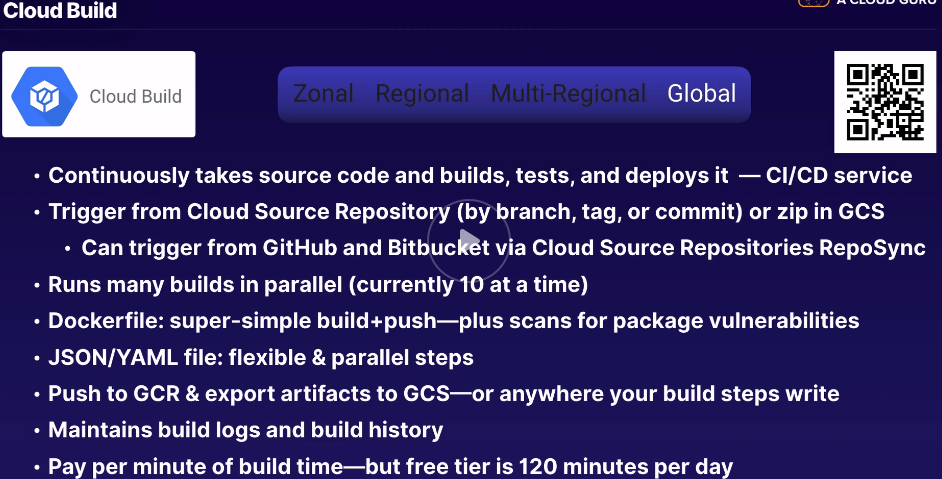 Cloud Build
A CLOUD GURU
Cloud Build
Zonal Regional Multi-Regional Global
• Continuously takes source code and builds, tests, and deploys it — CI/CD service
• Trigger from Cloud Source Repository (by branch, tag, or commit) or zip in GCS
• Can trigger from GitHub and Bitbucket via Cloud Source Repositories RepoSync
• Runs many builds in parallel (currently 10 at a time)
• Dockerfile: super-simple build+push—plus scans for package vulnerabilities
• JSON/YAML file: flexible & parallel steps
• Push to GCR & export artifacts to GCS—or anywhere your build steps write
• Maintains build logs and build history
• Pay per minute of build time—but free tier is 120 minutes per day